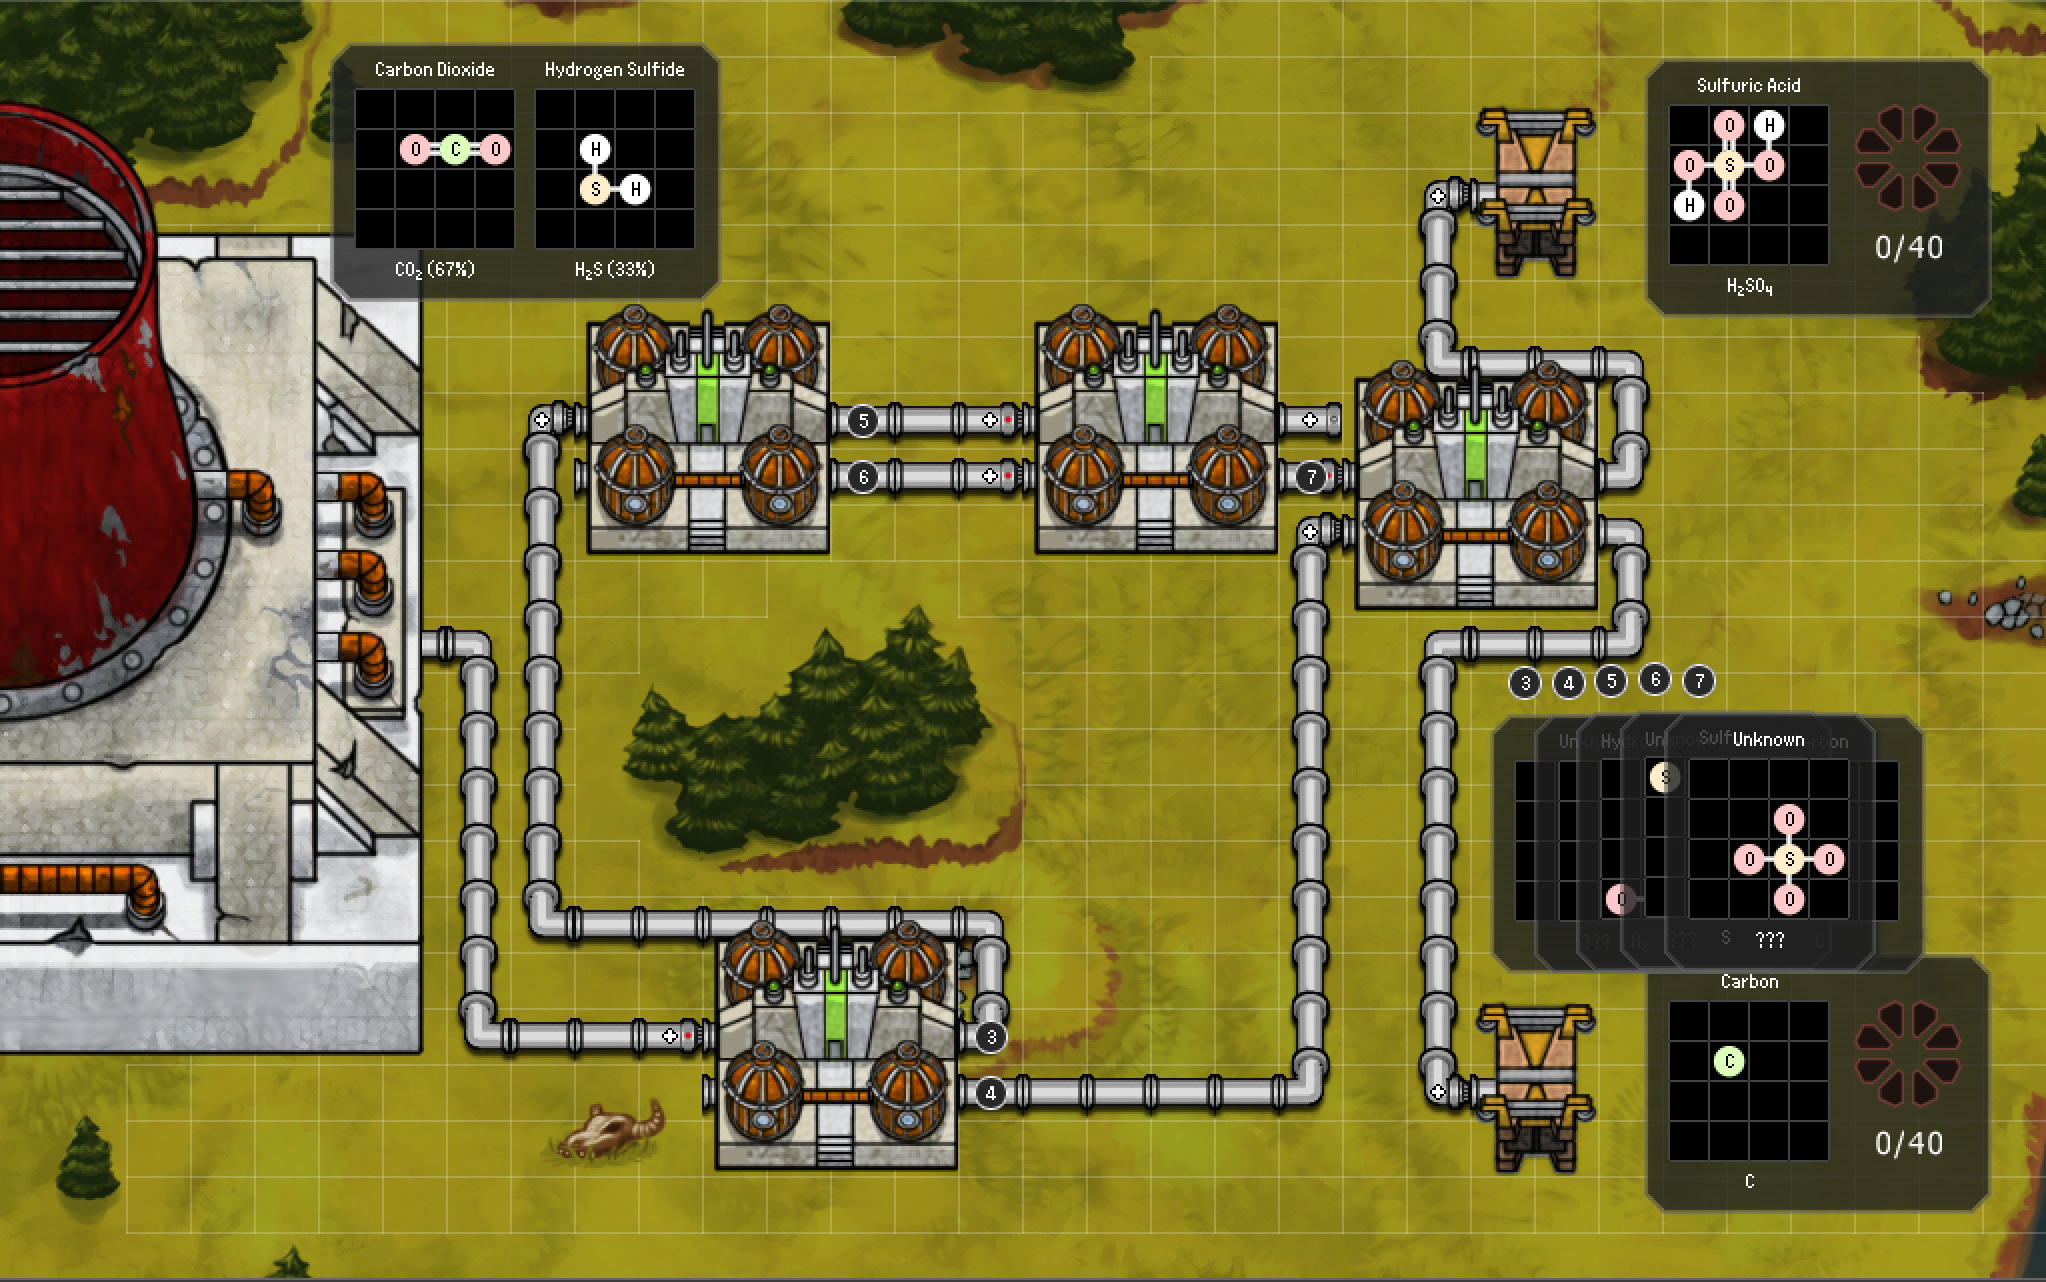 Carbon Dioxide
Hydrogen Sulfide
O C O
H
S H
CO₂ (67%)
H₂S (33%)
Sulfuric Acid
O H
O S O
H O
0/40
H₂SO₄
5
6
7
3
4
3 4 5 6 7
Unknown
S
O
O S O
O O
???
S
C
Carbon
C
0/40
C